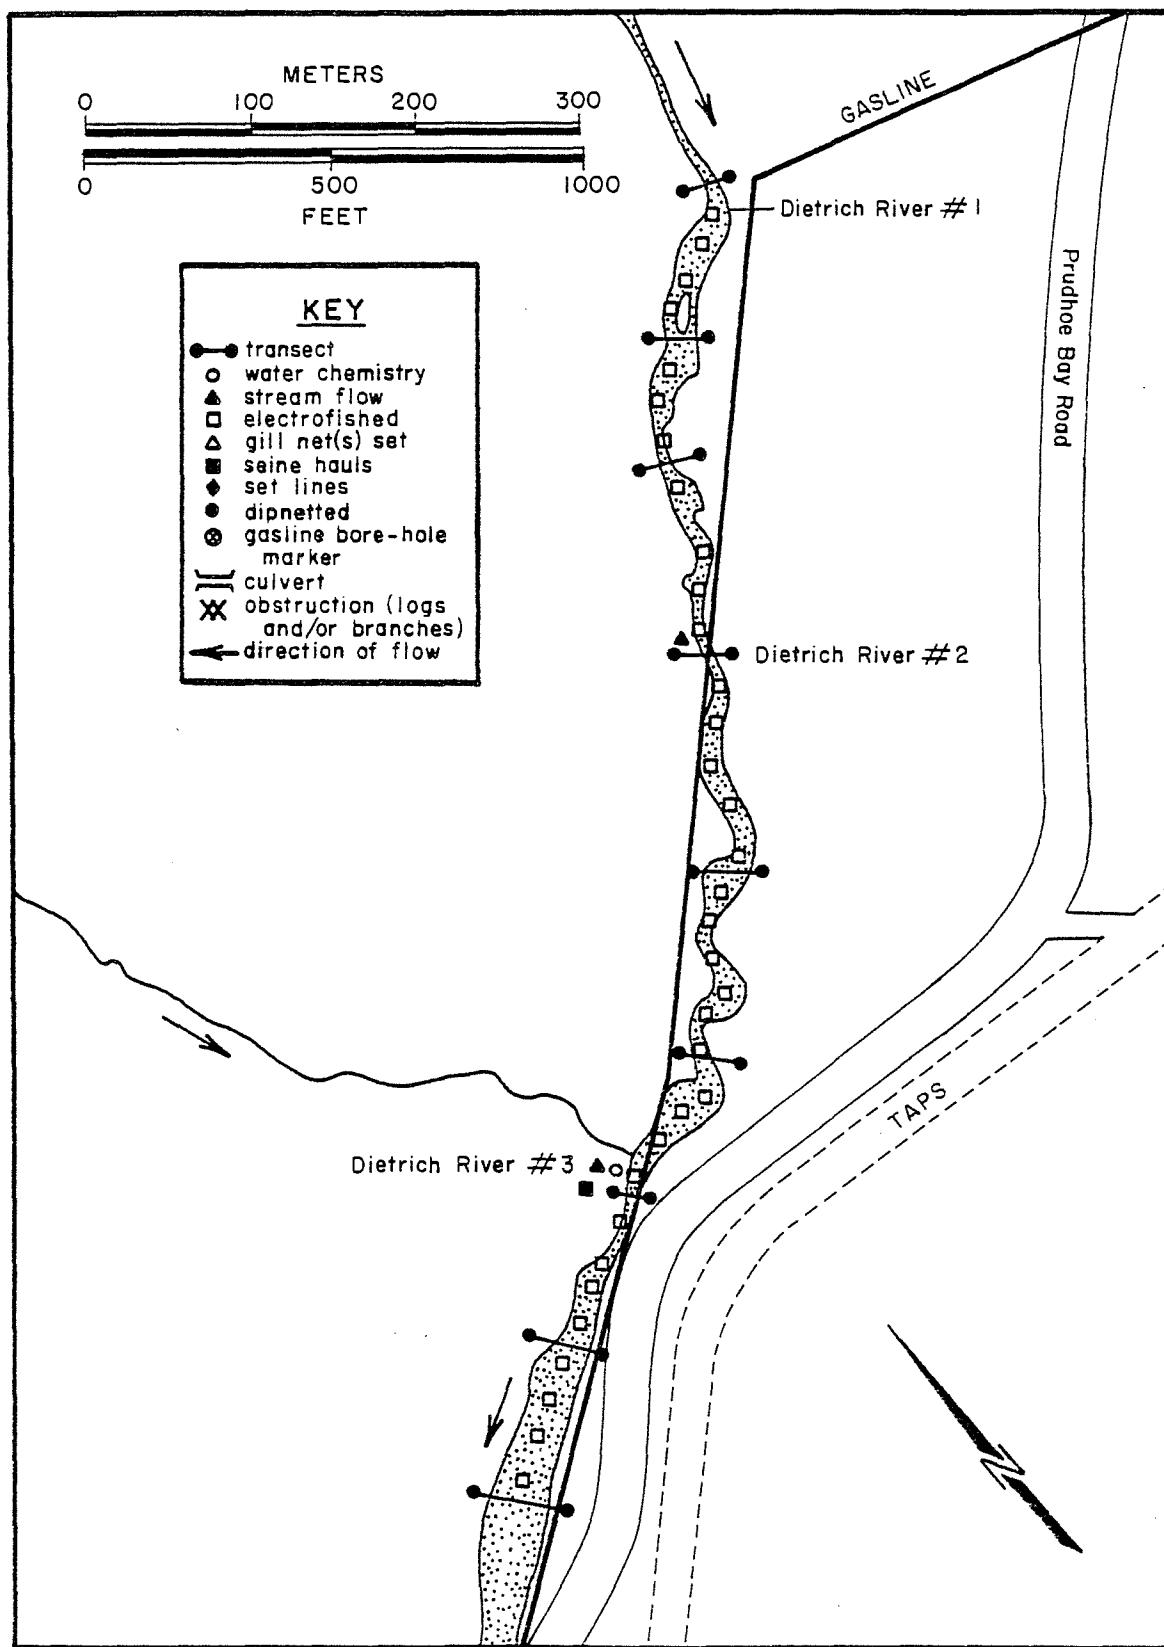 METERS
0 100 200 300
0 500 1000
FEET
GASLINE
Dietrich River #1
Prudhoe Bay Road
KEY
transect
water chemistry
stream flow
electrofished
gill net(s) set
seine hauls
set lines
dipnetted
gasline bore-hole
marker
culvert
obstruction (logs
and/or branches)
direction of flow
Dietrich River #2
TAPS
Dietrich River #3
N